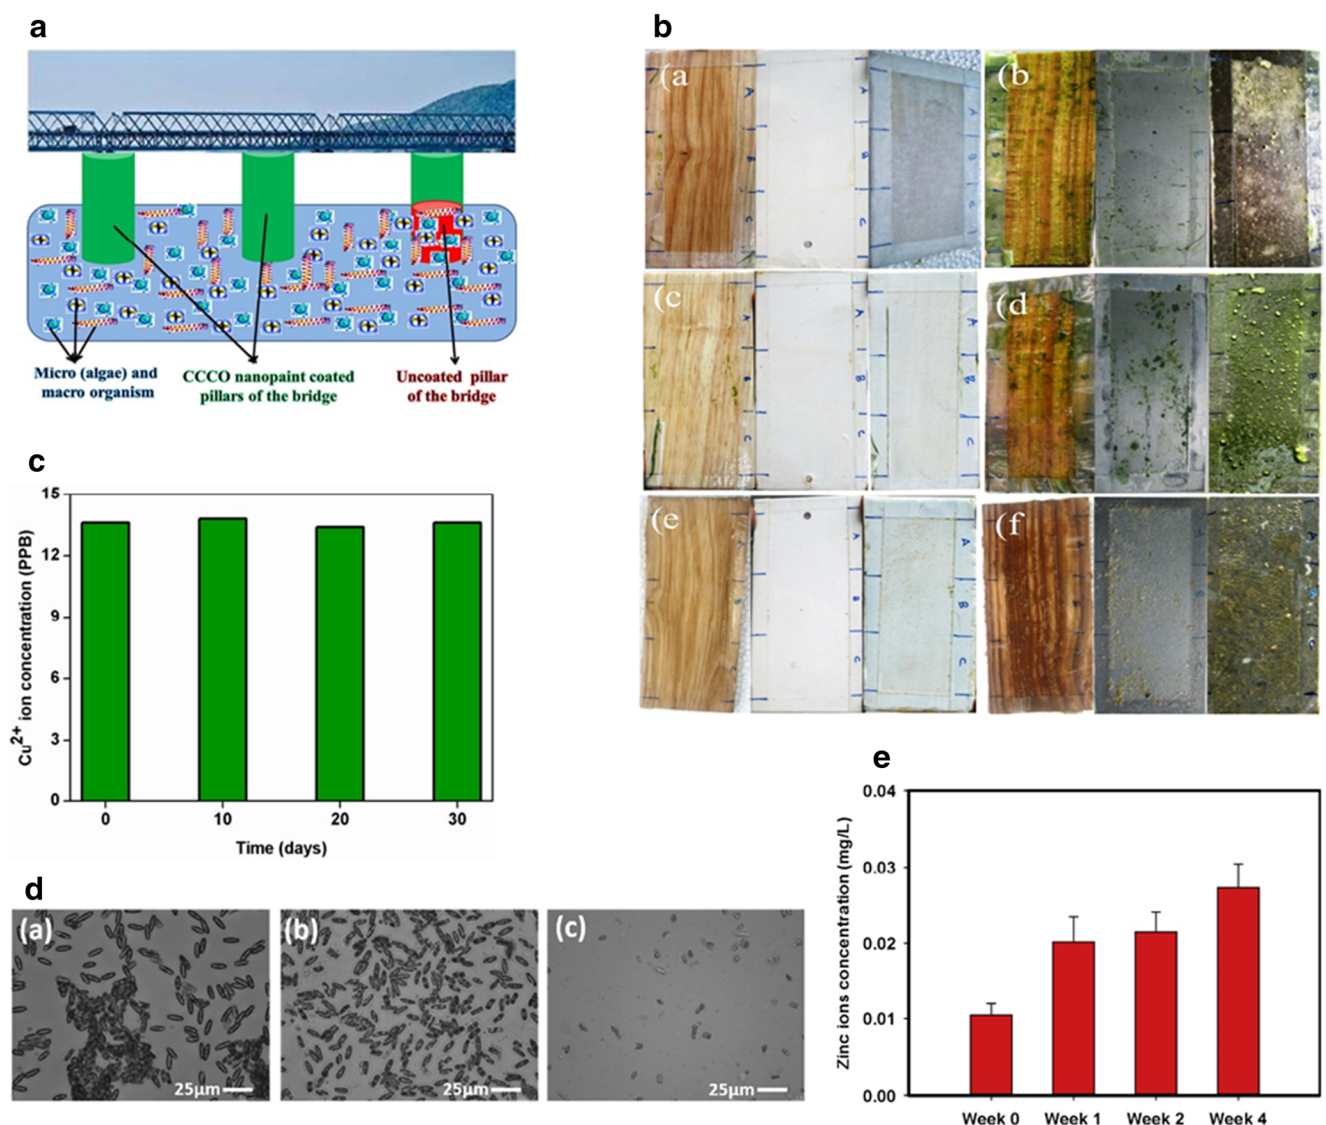 a
Micro (algae) and
macro organism
CCCO nanopaint coated
pillars of the bridge
Uncoated pillar
of the bridge
b
(a
(b
(c
(d
(e
(f
A
B
C
c
15
12
9
6
3
0
Cu2+ ion concentration (PPB)
0 10 20 30
Time (days)
d
(a)
25µm
(b)
25µm
(c)
25µm
e
0.04
0.03
0.02
0.01
0.00
Zinc ions concentration (mg/L)
Week 0 Week 1 Week 2 Week 4